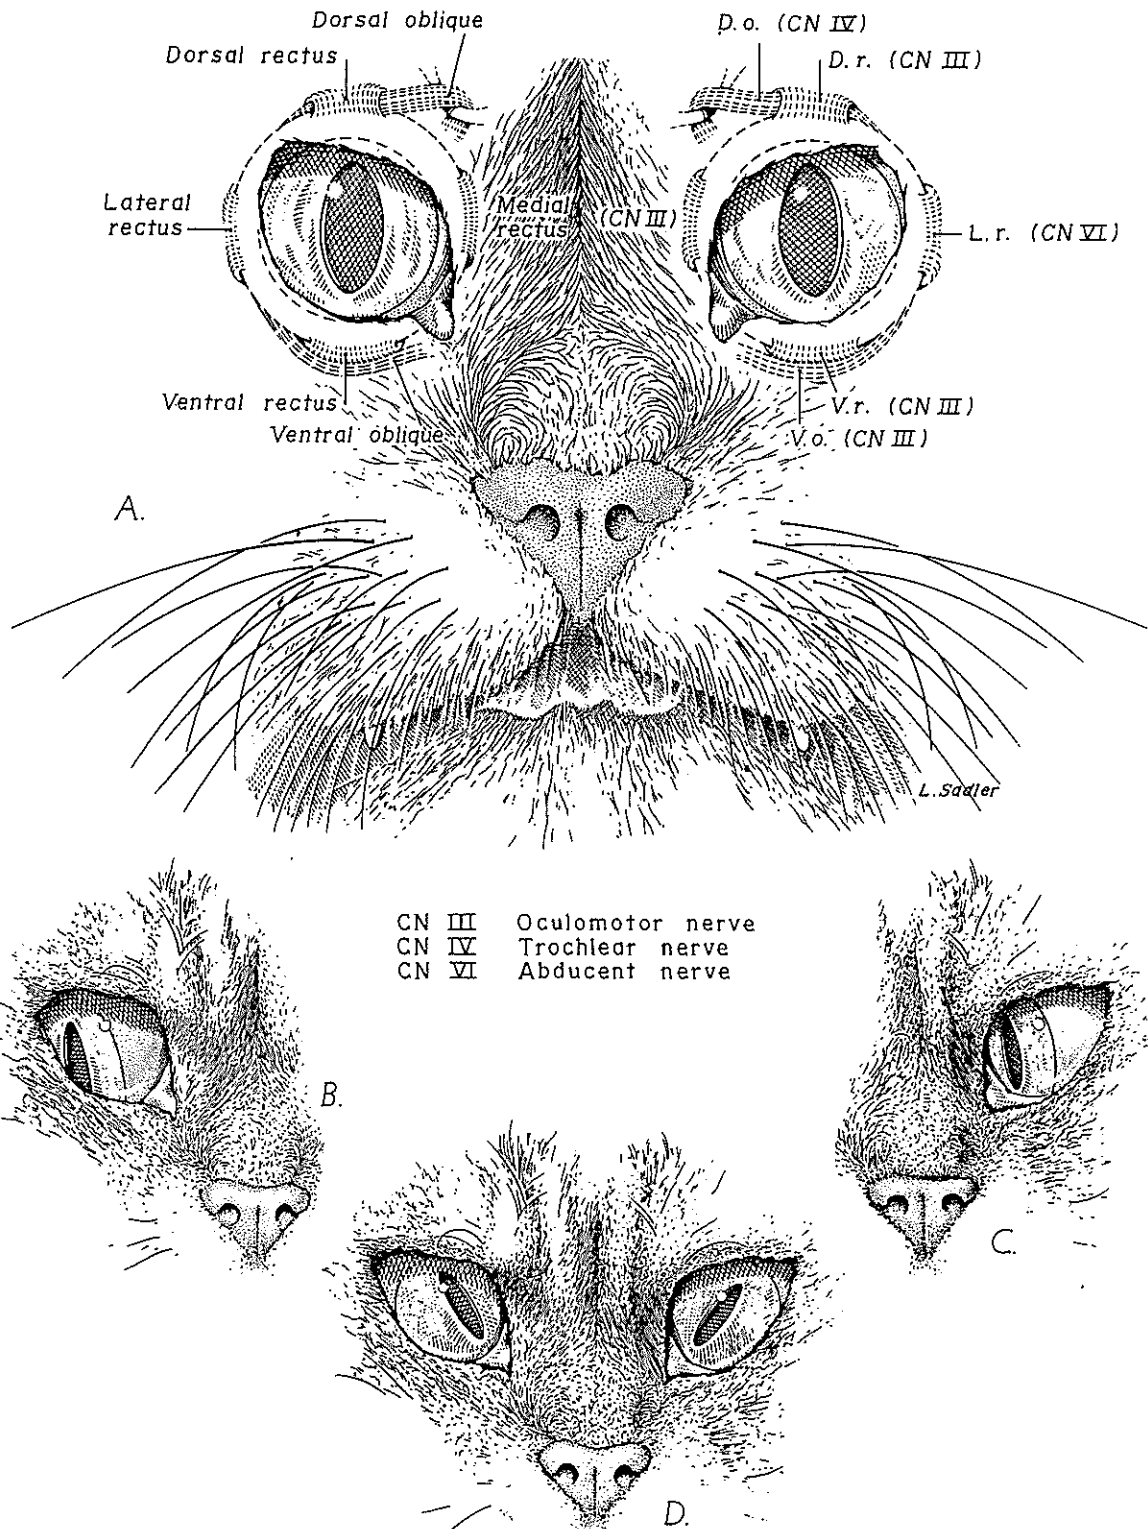 Dorsal oblique
Dorsal rectus
D.o. (CN IV)
D.r. (CN III)
Lateral
rectus
Medial
rectus
(CN III)
L.r. (CN VI)
Ventral rectus
Ventral oblique
V.r. (CN III)
V.o. (CN III)
A.
L. Sadler
CN III Oculomotor nerve
CN IV Trochlear nerve
CN VI Abducent nerve
B.
C.
D.